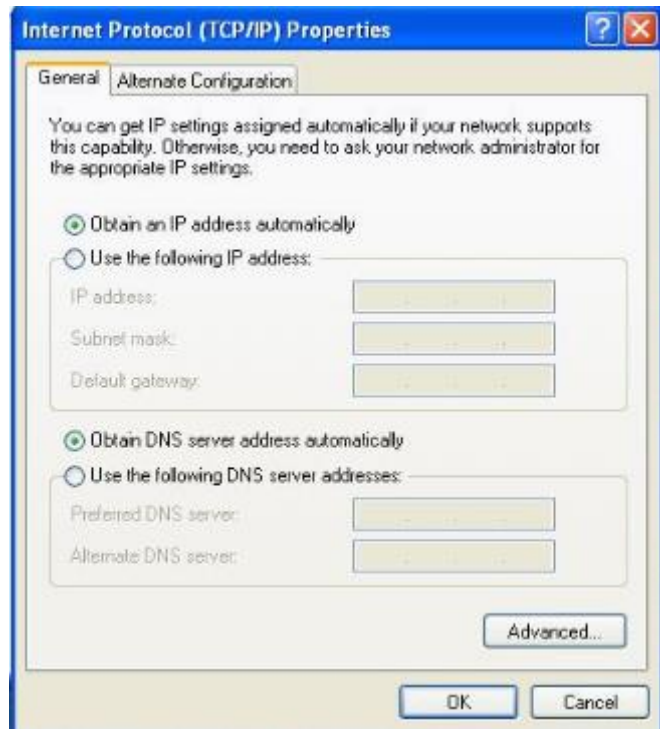 Internet Protocol (TCP/IP) Properties
General
Alternate Configuration
You can get IP settings assigned automatically if your network supports
this capability. Otherwise, you need to ask your network administrator for
the appropriate IP settings.
Obtain an IP address automatically
Use the following IP address:
IP address:
Subnet mask:
Default gateway:
Obtain DNS server address automatically
Use the following DNS server addresses:
Preferred DNS server:
Alternate DNS server:
Advanced...
OK
Cancel